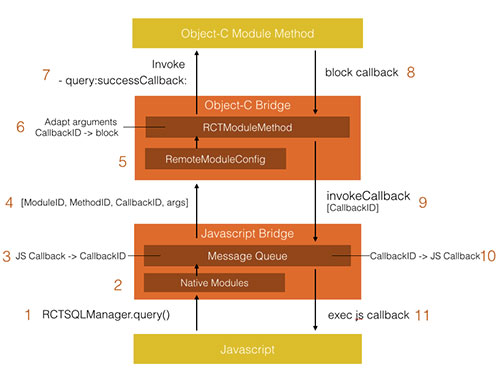 Object-C Module Method
7
Invoke
- query:successCallback:
block callback 8
Object-C Bridge
6
Adapt arguments
CallbackID -> block
RCTModuleMethod
5 RemoteModuleConfig
4 [ModuleID, MethodID, CallbackID, args]
invokeCallback 9
[CallbackID]
Javascript Bridge
3 JS Callback -> CallbackID Message Queue CallbackID -> JS Callback 10
2 Native Modules
1 RCTSQLManager.query() exec js callback 11
Javascript